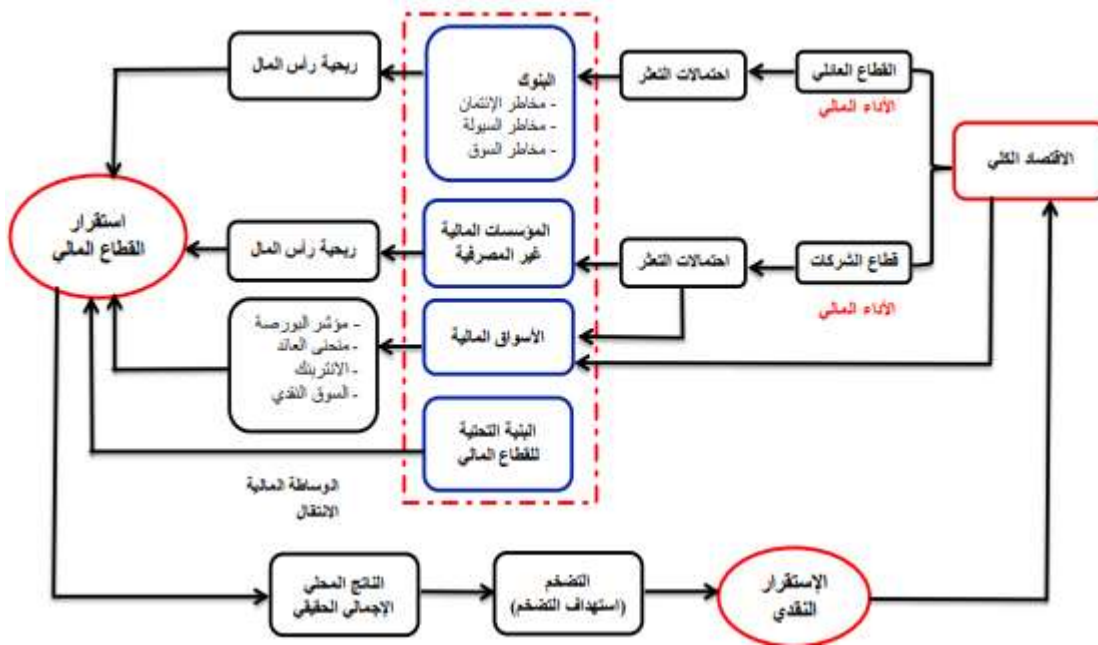 الاقتصاد الكلي
القطاع العائلي
الأداء المالي
احتمالات التعثر
البنوك
- مخاطر الإئتمان
- مخاطر السيولة
- مخاطر السوق
ربحية رأس المال
قطاع الشركات
الأداء المالي
احتمالات التعثر
المؤسسات المالية
غير المصرفية
ربحية رأس المال
استقرار
القطاع المالي
الأسواق المالية
- مؤشر البورصة
- منحنى العائد
- الانتربنك
- السوق النقدي
البنية التحتية
للقطاع المالي
الوساطة المالية
الانتقال
الناتج المحلي
الإجمالي الحقيقي
التضخم
(استهداف التضخم)
الإستقرار
النقدي